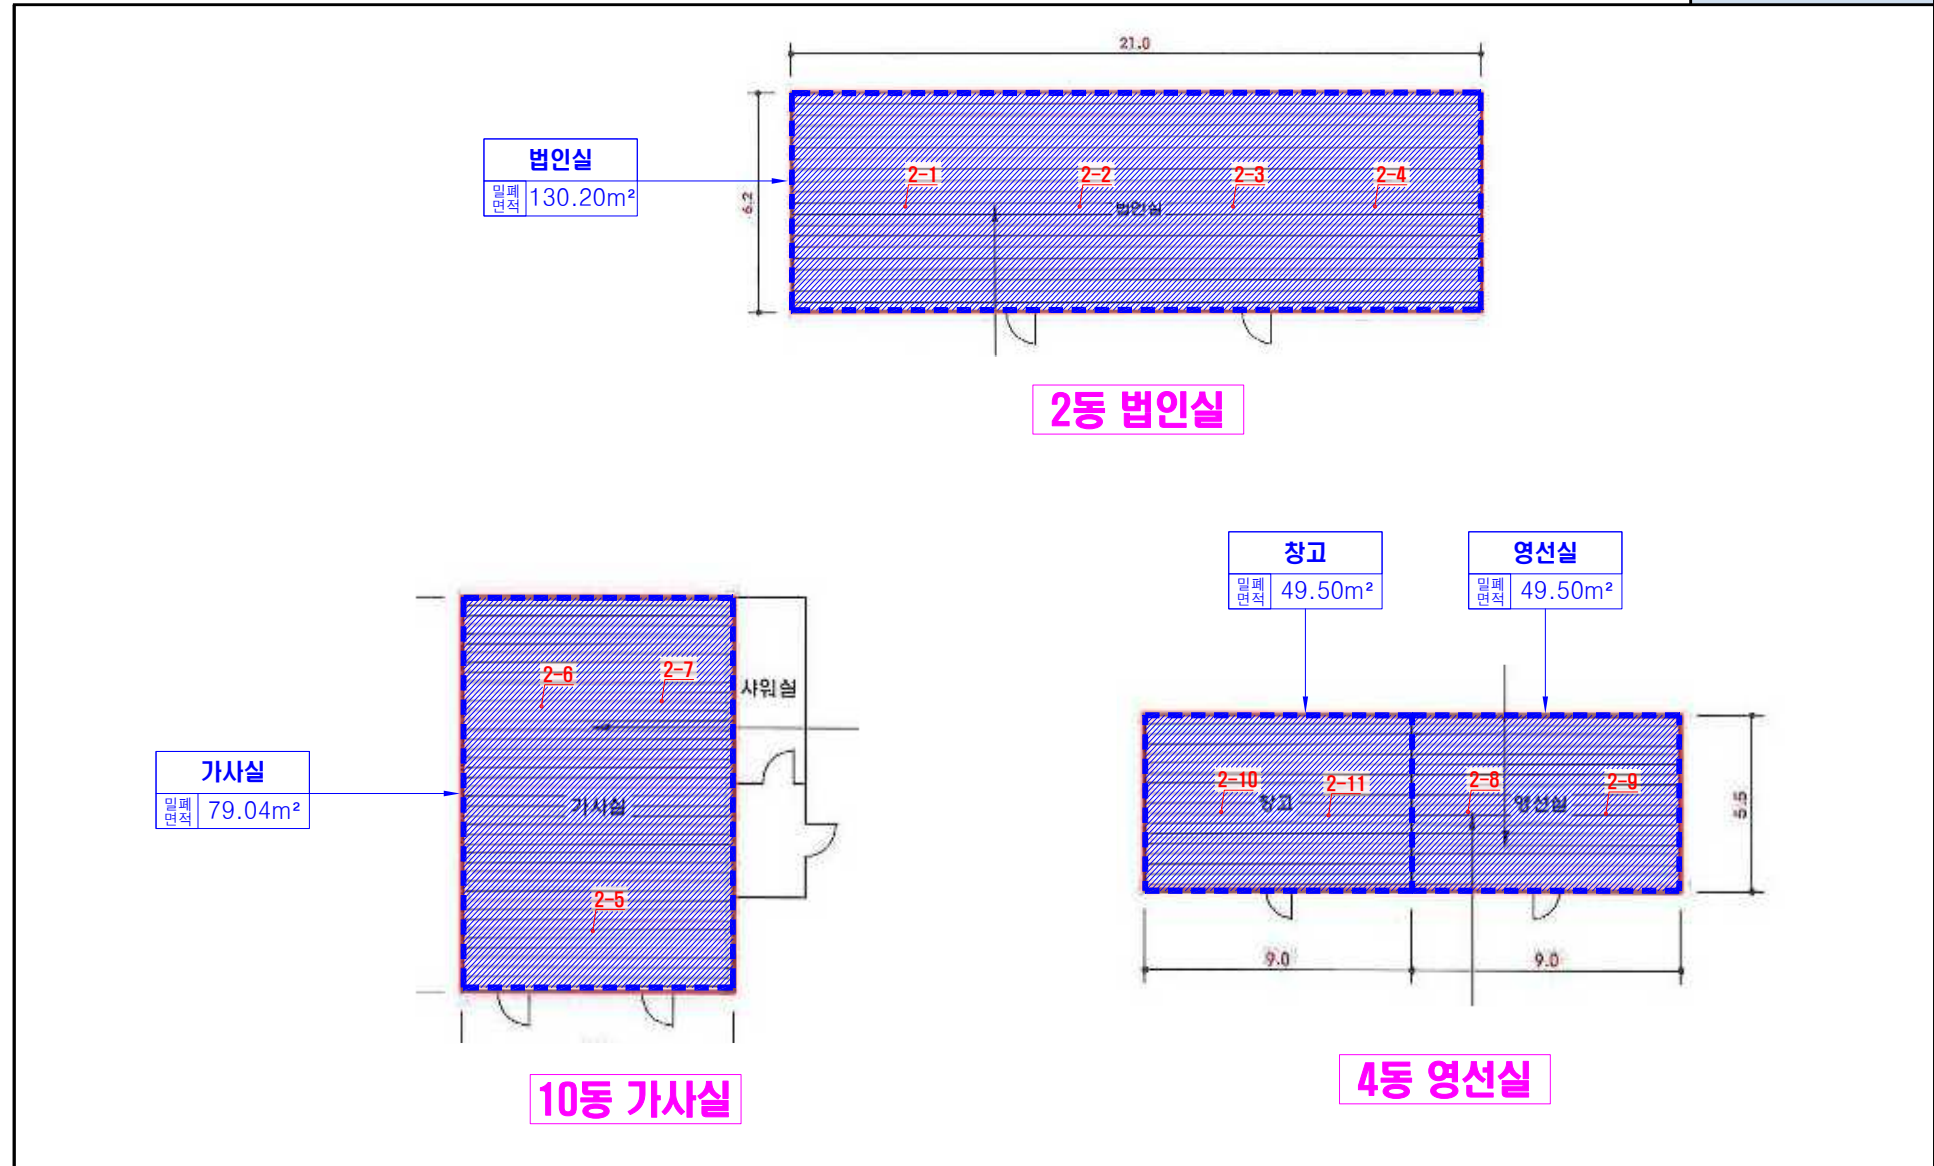 21.0
법인실
밀폐
면적
130.20m²
6.2
2-1
2-2
2-3
2-4
법인실
2동 법인실
창고
밀폐
면적
49.50m²
영선실
밀폐
면적
49.50m²
2-6
2-7
샤워실
가사실
밀폐
면적
79.04m²
가사실
2-5
10동 가사실
2-10
2-11
창고
2-8
2-9
영선실
5.5
9.0
9.0
4동 영선실